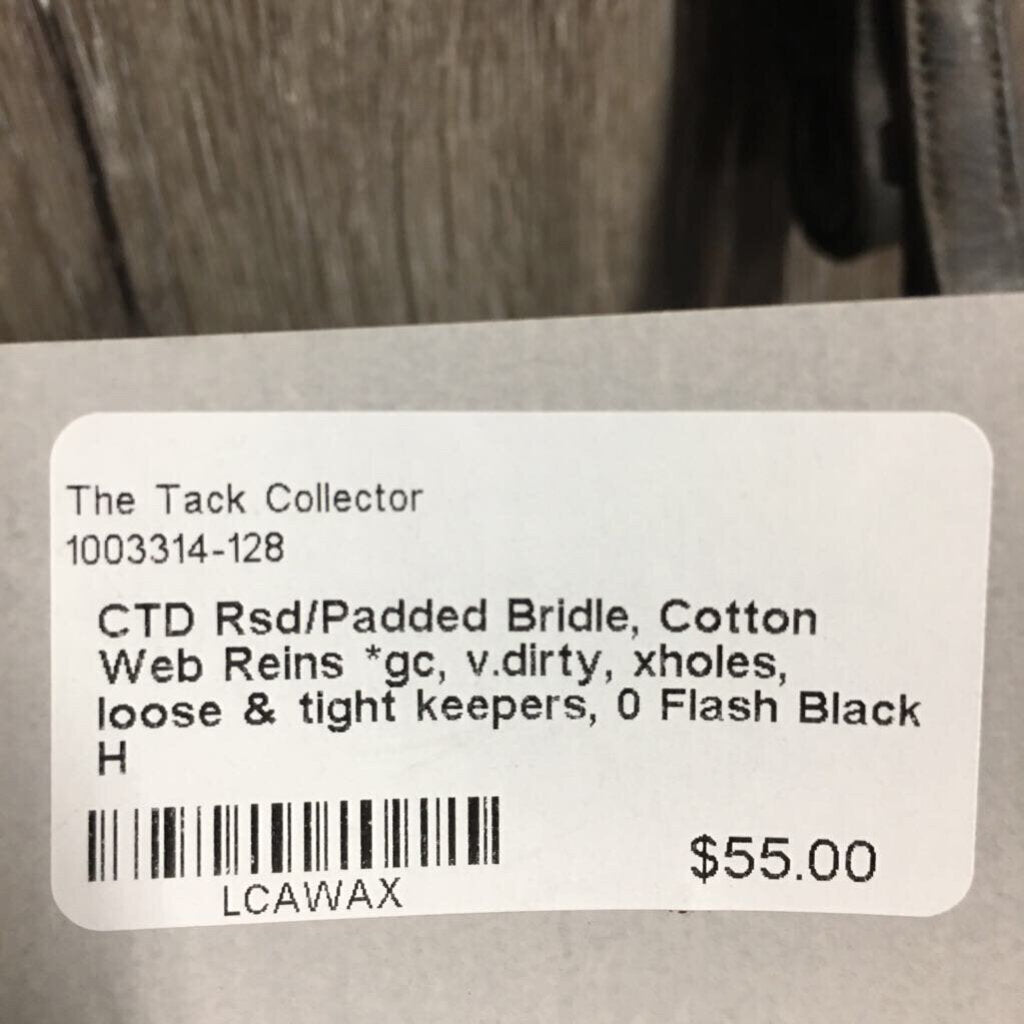 The Tack Collector
1003314-128
CTD Rsd/Padded Bridle, Cotton
Web Reins *gc, v.dirty, xholes,
loose & tight keepers, 0 Flash Black
H
LCAWAX
$55.00